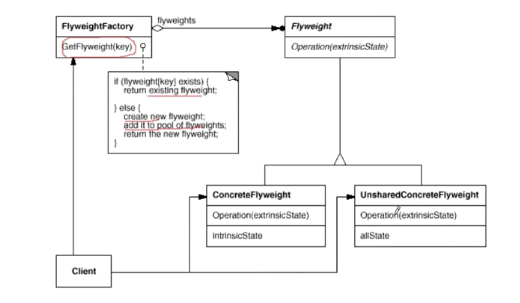 FlyweightFactory
flyweights
Flyweight
GetFlyweight(key)
Operation(extrinsicState)
if (flyweight[key] exists) {
return existing flyweight;
} else {
create new flyweight;
add it to pool of flyweights;
return the new flyweight;
}
ConcreteFlyweight
Operation(extrinsicState)
intrinsicState
UnsharedConcreteFlyweight
Operation(extrinsicState)
allState
Client